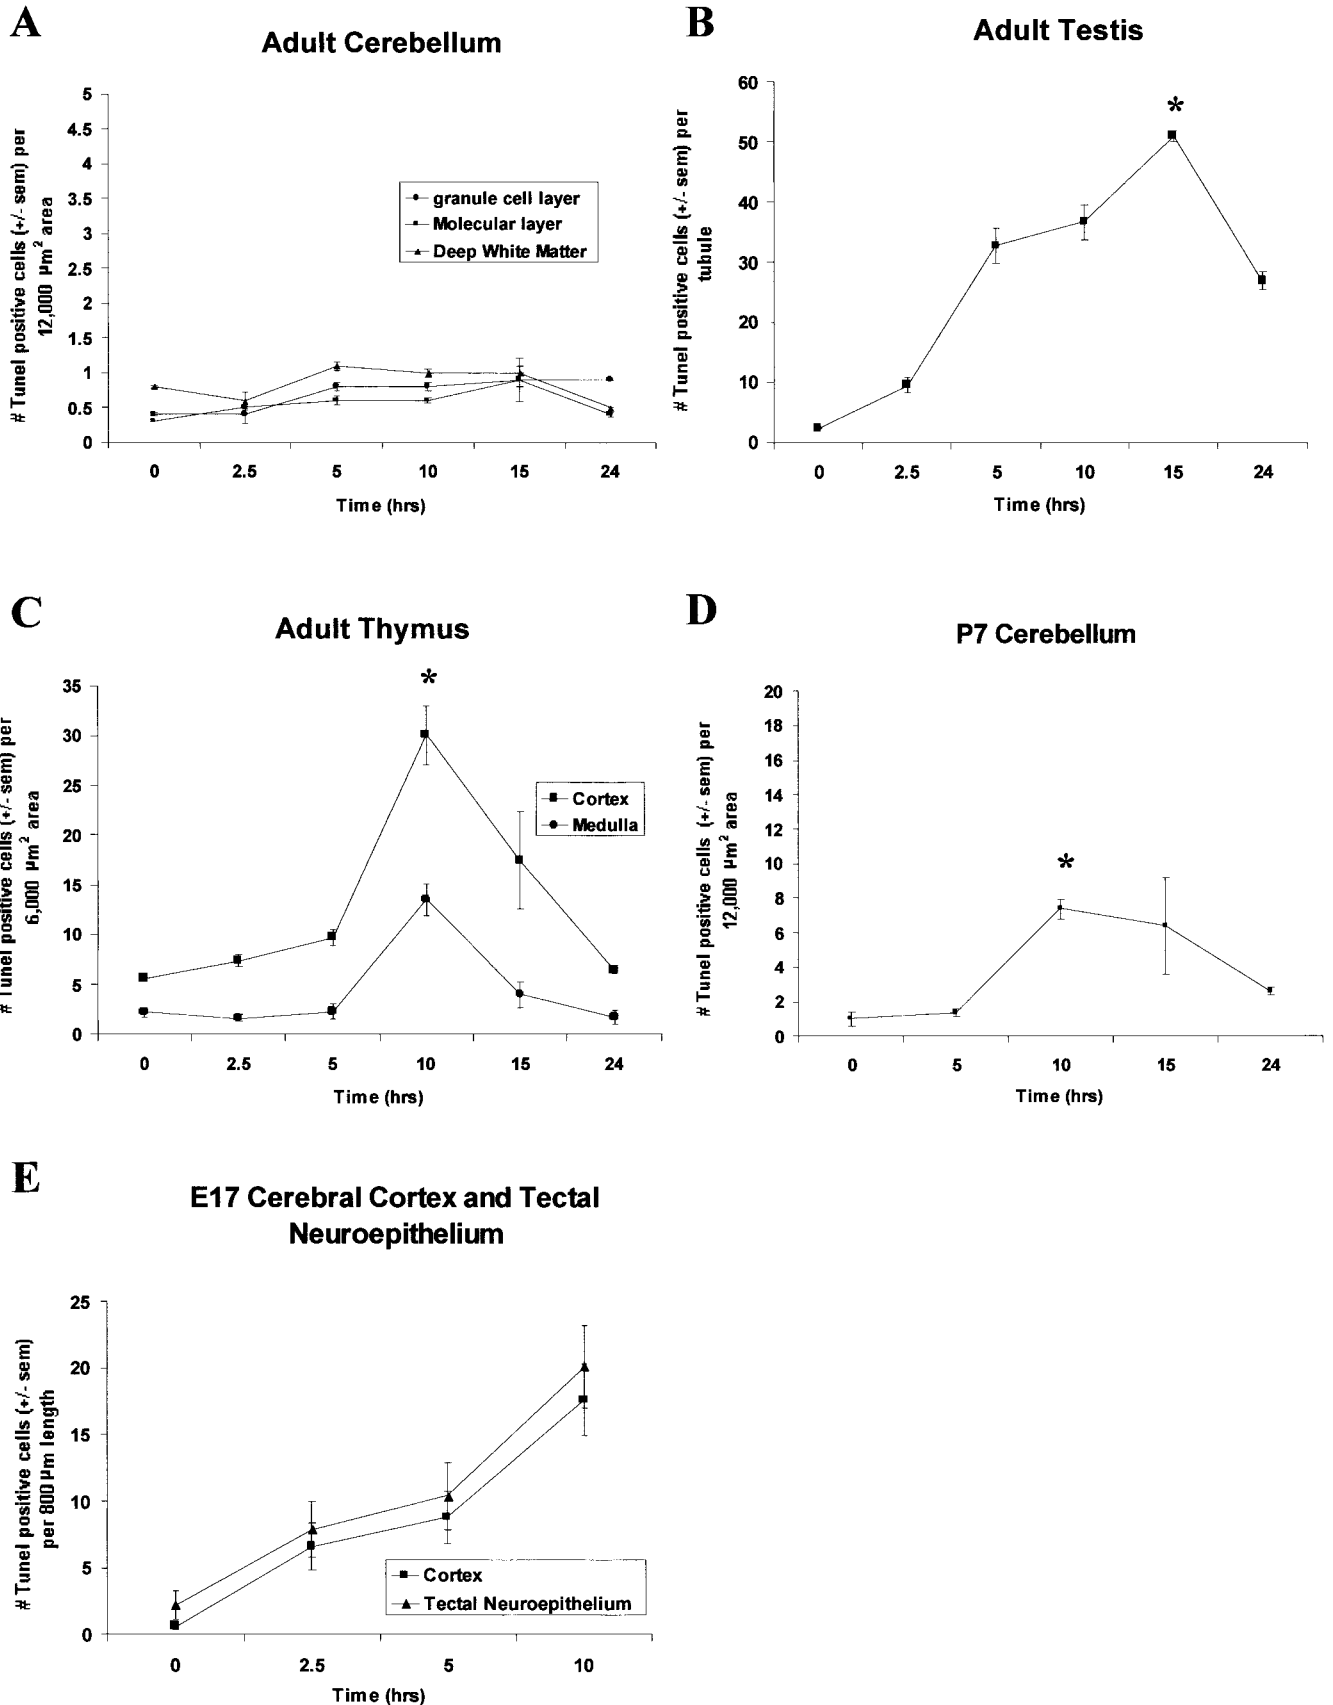 A
Adult Cerebellum
# Tunel positive cells (+/- sem) per
12,000 µm² area
5
4.5
4
3.5
3
2.5
2
1.5
1
0.5
0
granule cell layer
Molecular layer
Deep White Matter
0 2.5 5 10 15 24
Time (hrs)
B
Adult Testis
# Tunel positive cells (+/- sem) per
tubule
60
50
40
30
20
10
0
*
0 2.5 5 10 15 24
Time (hrs)
C
Adult Thymus
# Tunel positive cells (+/- sem) per
6,000 µm² area
35
30
25
20
15
10
5
0
*
Cortex
Medulla
0 2.5 5 10 15 24
Time (hrs)
D
P7 Cerebellum
# Tunel positive cells (+/- sem) per
12,000 µm² area
20
18
16
14
12
10
8
6
4
2
0
*
0 5 10 15 24
Time (hrs)
E
E17 Cerebral Cortex and Tectal
Neuroepithelium
# Tunel positive cells (+/- sem)
per 800 µm length
25
20
15
10
5
0
Cortex
Tectal Neuroepithelium
0 2.5 5 10
Time (hrs)